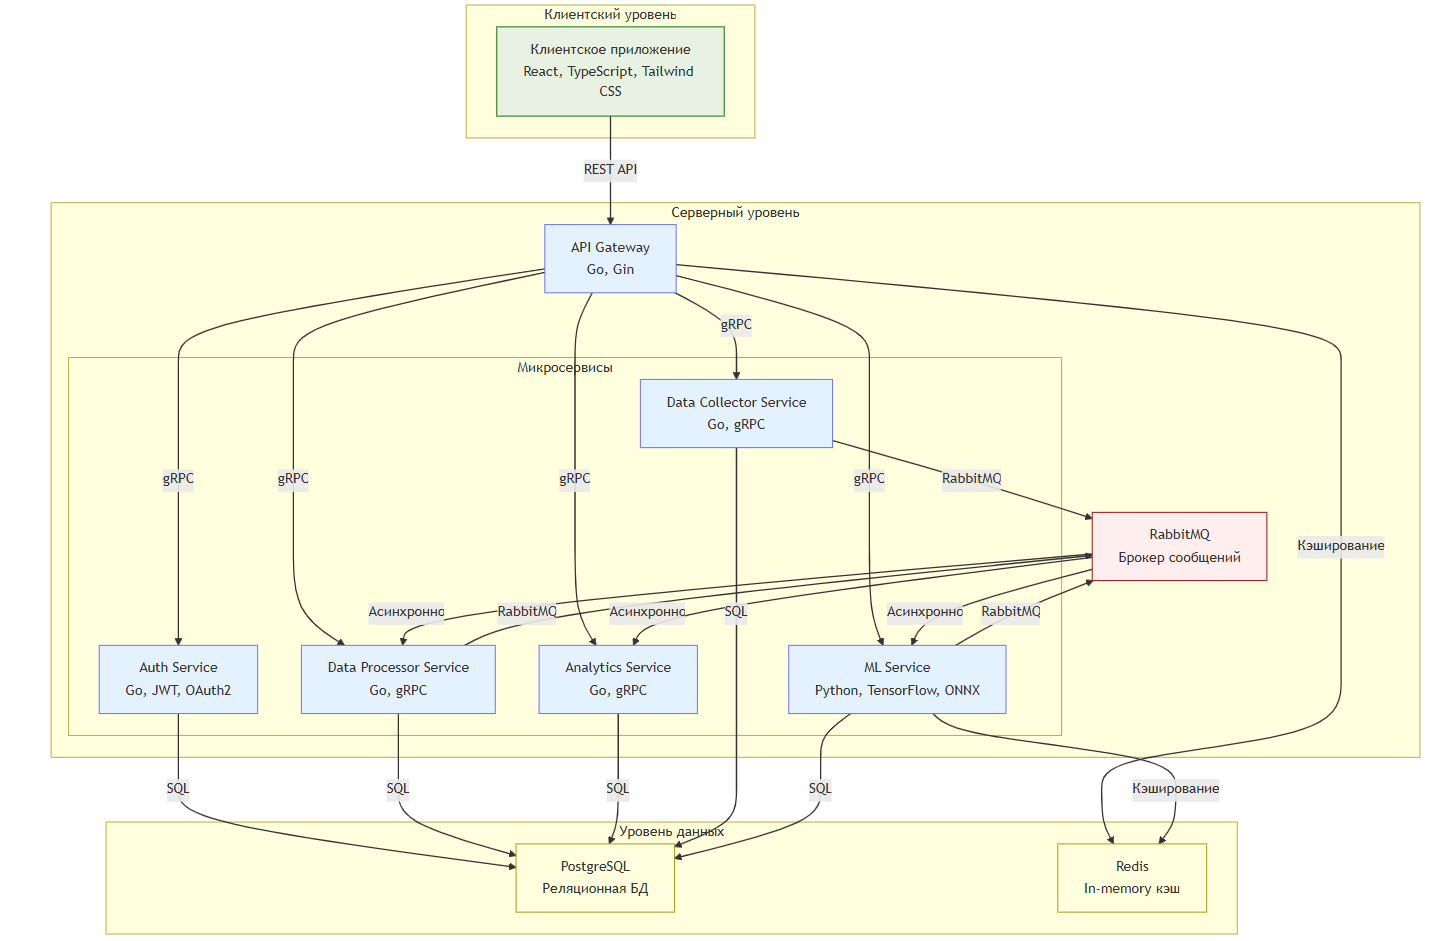 Клиентский уровень
Клиентское приложение
React, TypeScript, Tailwind
CSS
REST API
Серверный уровень
API Gateway
Go, Gin
gRPC
Микросервисы
Data Collector Service
Go, gRPC
gRPC
gRPC
gRPC
gRPC
RabbitMQ
RabbitMQ
Брокер сообщений
Кэширование
Асинхронно
RabbitMQ
Асинхронно
SQL
Асинхронно
RabbitMQ
Auth Service
Go, JWT, OAuth2
Data Processor Service
Go, gRPC
Analytics Service
Go, gRPC
ML Service
Python, TensorFlow, ONNX
SQL
SQL
SQL
SQL
Кэширование
Уровень данных
PostgreSQL
Реляционная БД
Redis
In-memory кэш